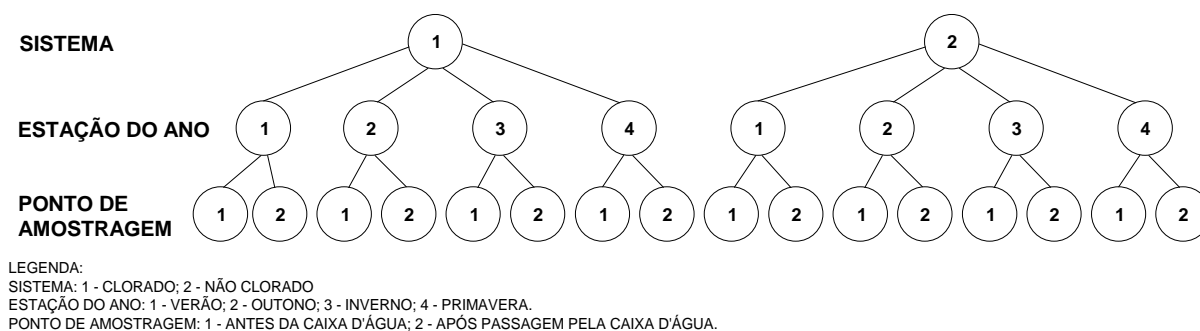 SISTEMA
1 2
ESTAÇÃO DO ANO
1 2 3 4 1 2 3 4
PONTO DE
AMOSTRAGEM
1 2 1 2 1 2 1 2 1 2 1 2 1 2 1 2
LEGENDA:
SISTEMA: 1 - CLORADO; 2 - NÃO CLORADO
ESTAÇÃO DO ANO: 1 - VERÃO; 2 - OUTONO; 3 - INVERNO; 4 - PRIMAVERA.
PONTO DE AMOSTRAGEM: 1 - ANTES DA CAIXA D'ÁGUA; 2 - APÓS PASSAGEM PELA CAIXA D'ÁGUA.